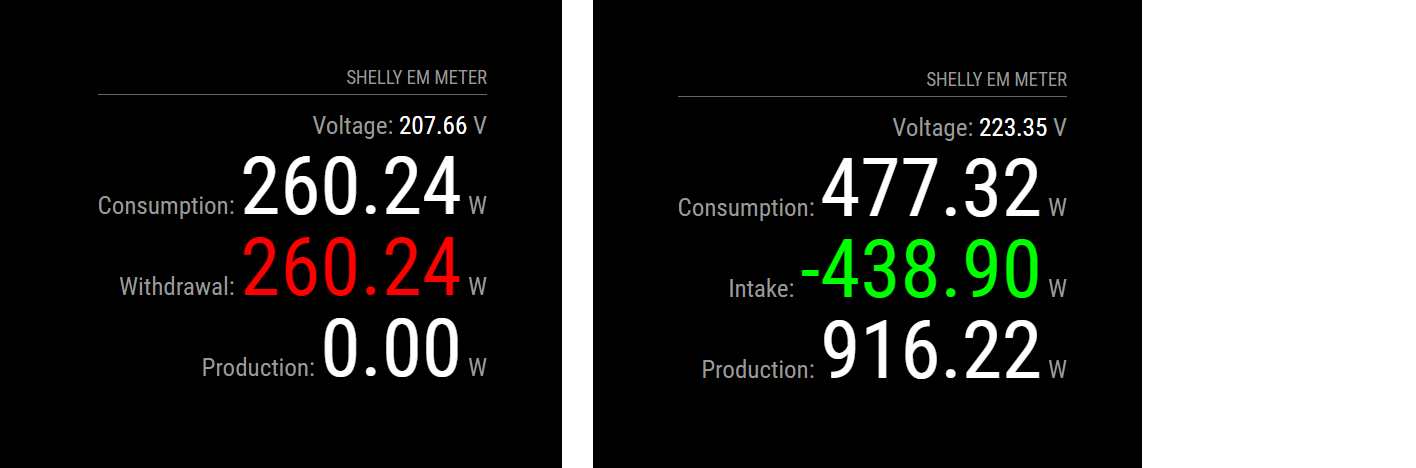 SHELLY EM METER
Voltage: 207.66 V
Consumption: 260.24 W
Withdrawal: 260.24 W
Production: 0.00 W
SHELLY EM METER
Voltage: 223.35 V
Consumption: 477.32 W
Intake: -438.90 W
Production: 916.22 W